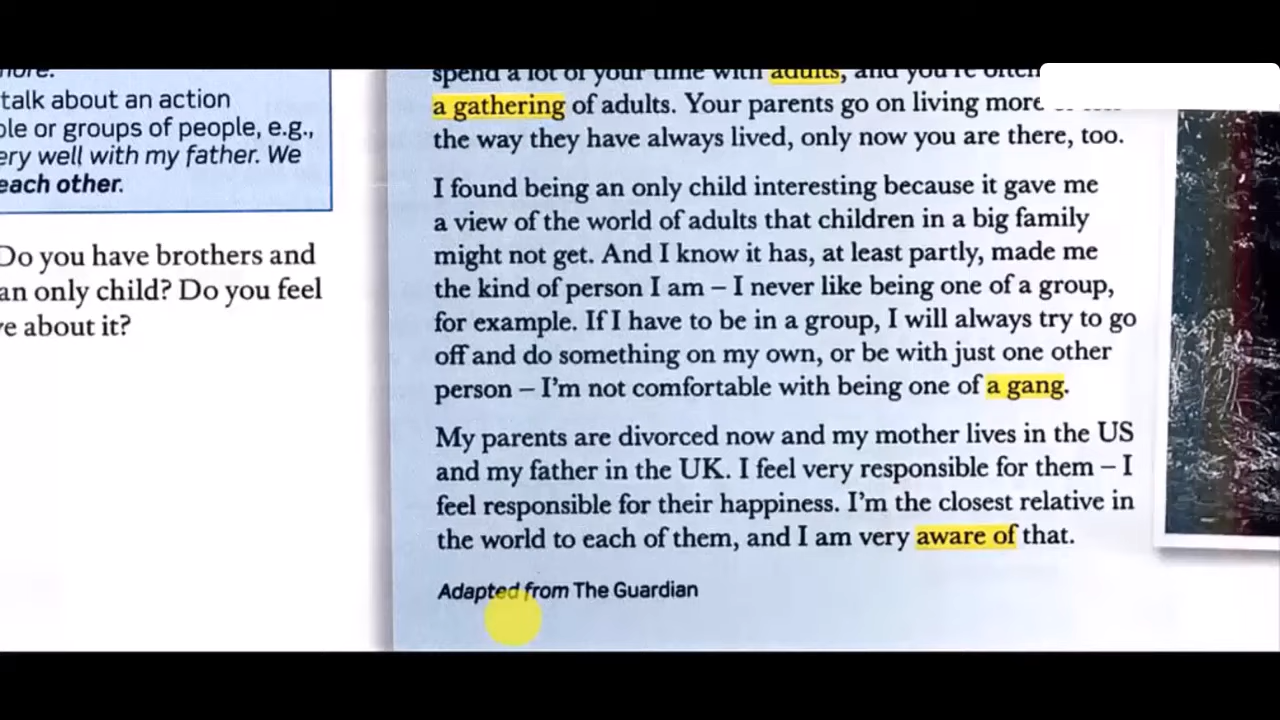 more.
talk about an action
ple or groups of people, e.g.,
ery well with my father. We
each other.
Do you have brothers and
an only child? Do you feel
e about it?
spend a lot of your time with adults, and you're often
a gathering of adults. Your parents go on living more
the way they have always lived, only now you are there, too.
I found being an only child interesting because it gave me
a view of the world of adults that children in a big family
might not get. And I know it has, at least partly, made me
the kind of person I am – I never like being one of a group,
for example. If I have to be in a group, I will always try to go
off and do something on my own, or be with just one other
person – I'm not comfortable with being one of a gang.
My parents are divorced now and my mother lives in the US
and my father in the UK. I feel very responsible for them – I
feel responsible for their happiness. I'm the closest relative in
the world to each of them, and I am very aware of that.
Adapted from The Guardian